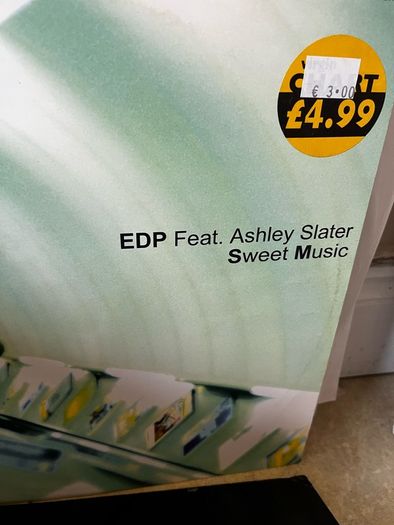 Virgin
CHART
€ 3.00
£4.99
EDP Feat. Ashley Slater
Sweet Music